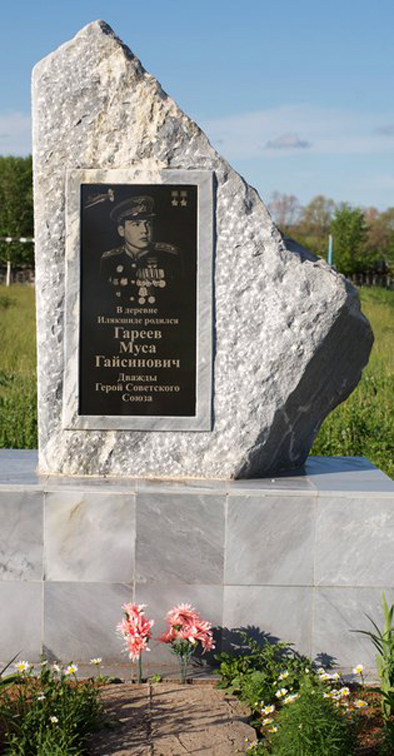 В деревне
Илякшиде родился
Гареев
Муса
Гайсинович
Дважды
Герой Советского
Союза